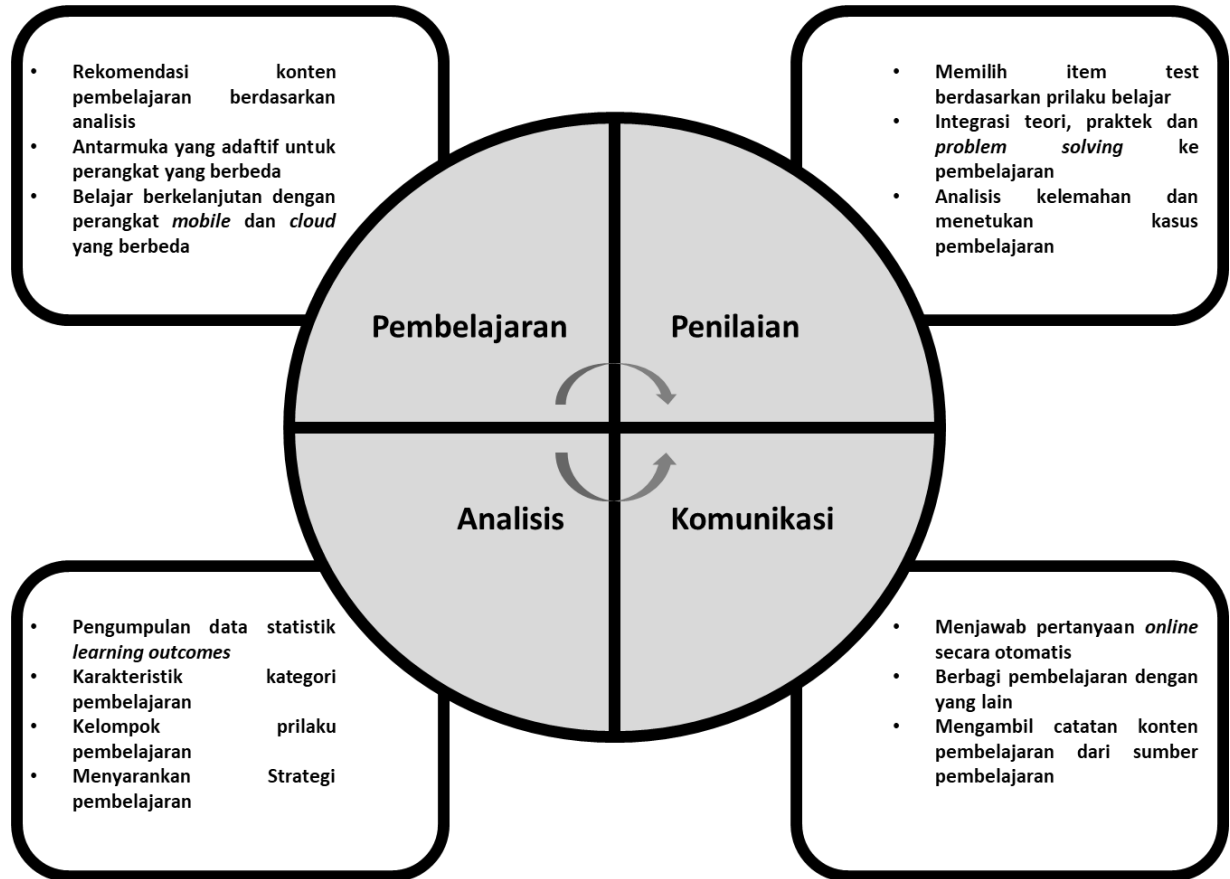 • Rekomendasi konten
pembelajaran berdasarkan
analisis
• Antarmuka yang adaptif untuk
perangkat yang berbeda
• Belajar berkelanjutan dengan
perangkat mobile dan cloud
yang berbeda
• Memilih item test
berdasarkan prilaku belajar
• Integrasi teori, praktek dan
problem solving ke
pembelajaran
• Analisis kelemahan dan
menetukan kasus
pembelajaran
Pembelajaran
Penilaian
Analisis
Komunikasi
• Pengumpulan data statistik
learning outcomes
• Karakteristik kategori
pembelajaran
• Kelompok prilaku
pembelajaran
• Menyarankan Strategi
pembelajaran
• Menjawab pertanyaan online
secara otomatis
• Berbagi pembelajaran dengan
yang lain
• Mengambil catatan konten
pembelajaran dari sumber
pembelajaran